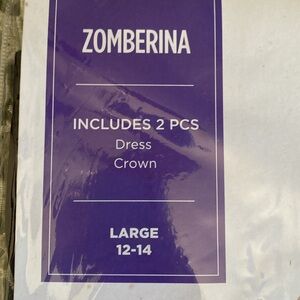 ZOMBERINA
INCLUDES 2 PCS
Dress
Crown
LARGE
12-14